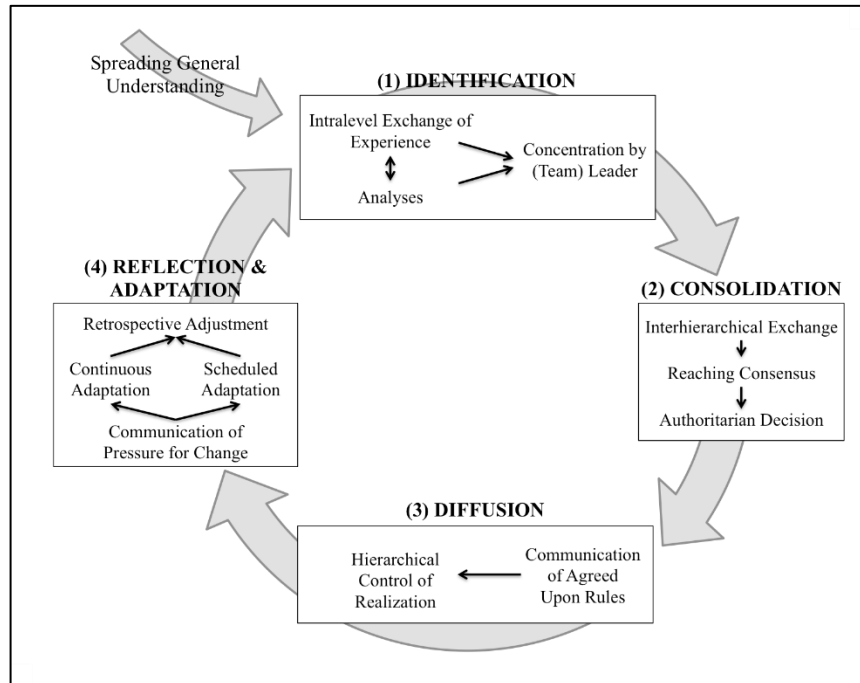 Spreading General
Understanding
(1) IDENTIFICATION
Intralevel Exchange of
Experience
Analyses
Concentration by
(Team) Leader
(2) CONSOLIDATION
Interhierarchical Exchange
Reaching Consensus
Authoritarian Decision
(3) DIFFUSION
Hierarchical
Control of
Realization
Communication
of Agreed
Upon Rules
(4) REFLECTION &
ADAPTATION
Retrospective Adjustment
Continuous
Adaptation
Scheduled
Adaptation
Communication of
Pressure for Change